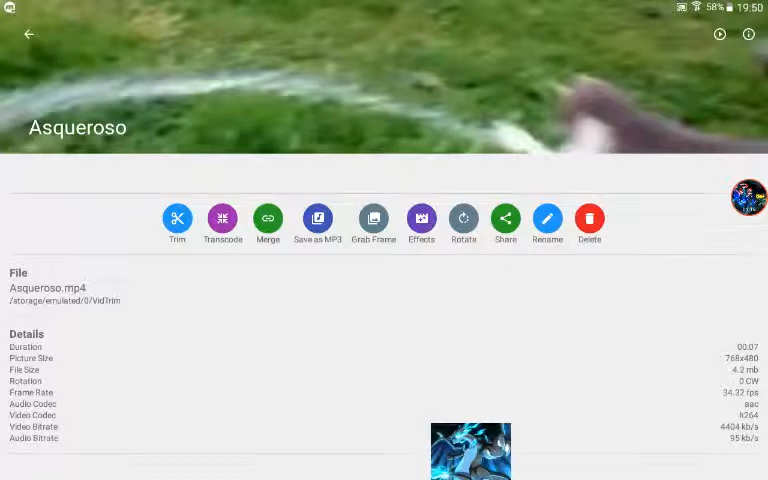 58% 19:50
Asqueroso
Trim Transcode Merge Save as MP3 Grab Frame Effects Rotate Share Rename Delete
File
Asqueroso.mp4
/storage/emulated/0/VidTrim
Details
Duration 00:07
Picture Size 768x480
File Size 4.2 mb
Rotation 0 CW
Frame Rate 34.32 fps
Audio Codec aac
Video Codec h264
Video Bitrate 4404 kb/s
Audio Bitrate 95 kb/s